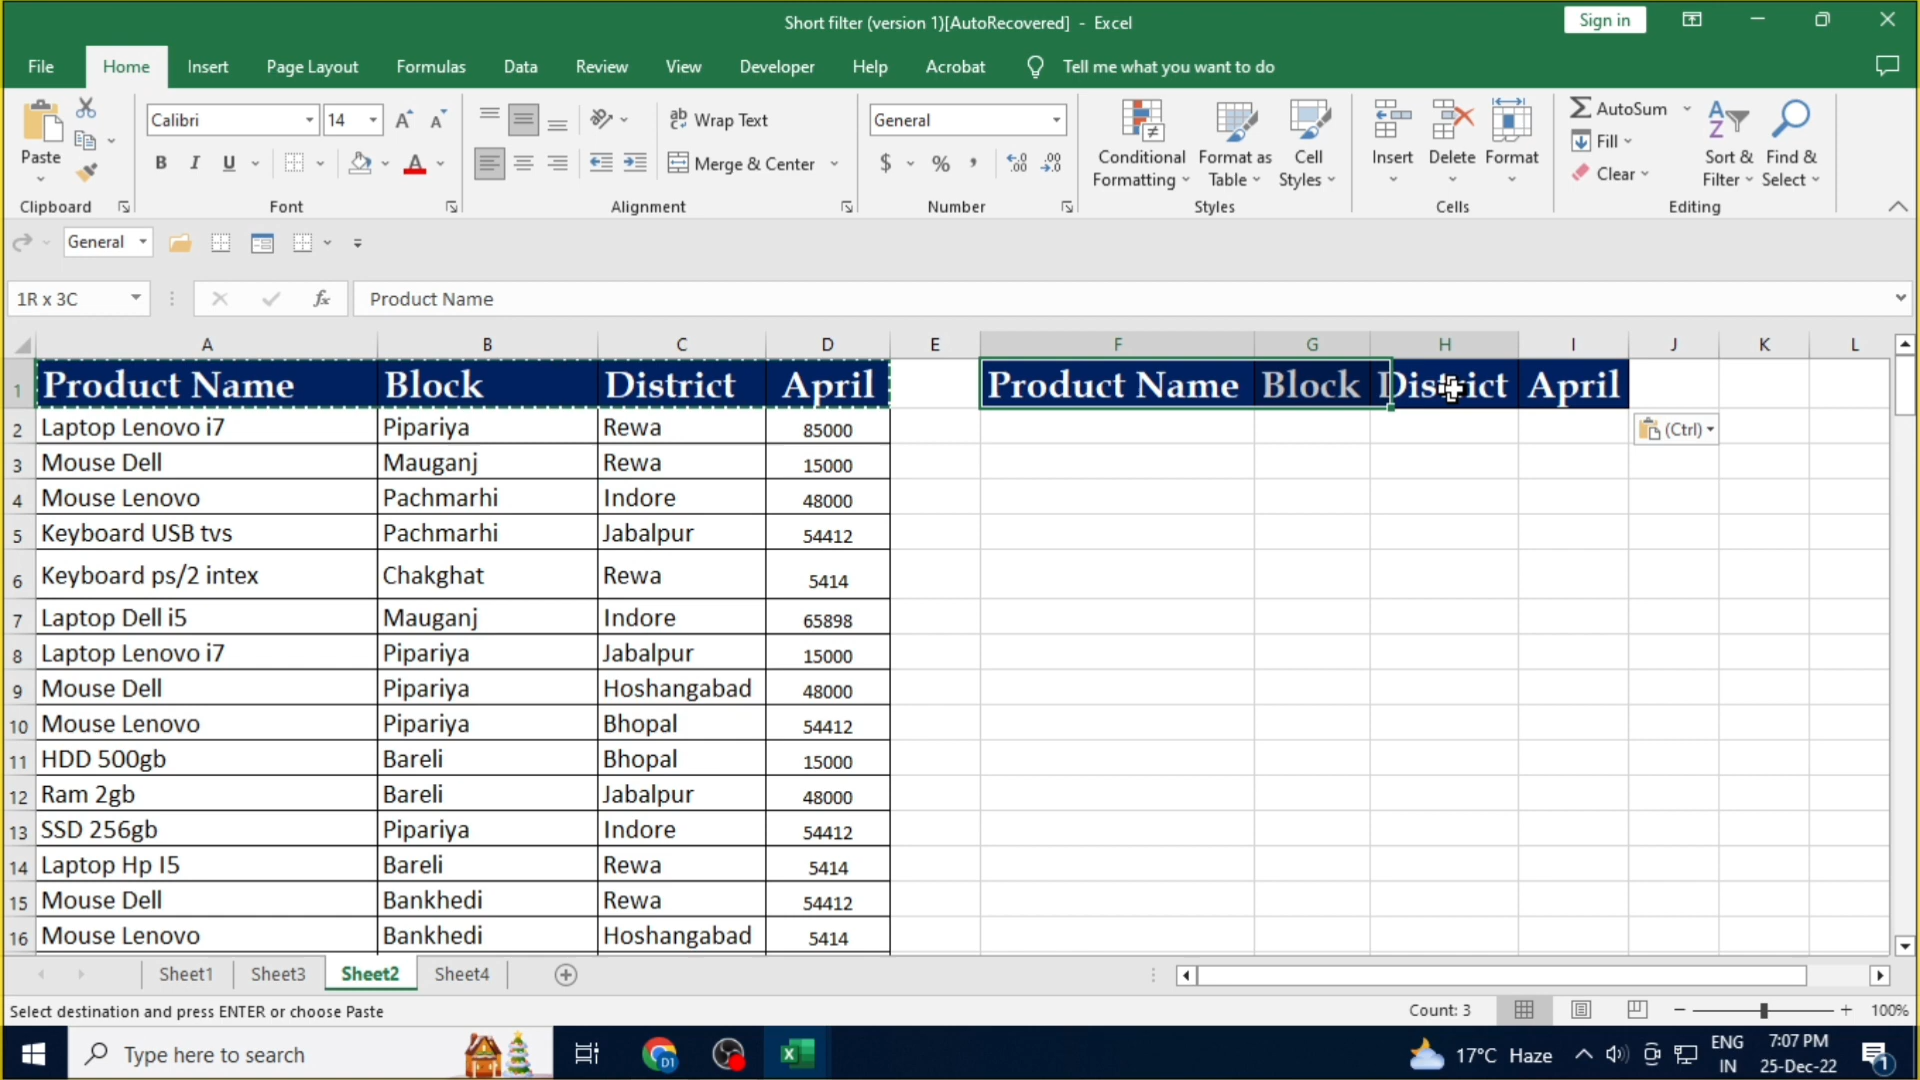 Short filter (version 1)[AutoRecovered] - Excel
Sign in
File Home Insert Page Layout Formulas Data Review View Developer Help Acrobat Tell me what you want to do
Paste
Calibri 14
Wrap Text
General
Conditional Formatting
Format as Table
Cell Styles
Insert Delete Format
AutoSum
Fill
Clear
Sort & Filter
Find & Select
B I U
Merge & Center
$ %
Clipboard Font Alignment Number Styles Cells Editing
General
1R x 3C
fx
Product Name
A B C D E F G H I J K L
1 Product Name Block District April Product Name Block District April
2 Laptop Lenovo i7 Pipariya Rewa 85000
(Ctrl)
3 Mouse Dell Mauganj Rewa 15000
4 Mouse Lenovo Pachmarhi Indore 48000
5 Keyboard USB tvs Pachmarhi Jabalpur 54412
6 Keyboard ps/2 intex Chakghat Rewa 5414
7 Laptop Dell i5 Mauganj Indore 65898
8 Laptop Lenovo i7 Pipariya Jabalpur 15000
9 Mouse Dell Pipariya Hoshangabad 48000
10 Mouse Lenovo Pipariya Bhopal 54412
11 HDD 500gb Bareli Bhopal 15000
12 Ram 2gb Bareli Jabalpur 48000
13 SSD 256gb Pipariya Indore 54412
14 Laptop Hp I5 Bareli Rewa 5414
15 Mouse Dell Bankhedi Rewa 54412
16 Mouse Lenovo Bankhedi Hoshangabad 5414
Sheet1 Sheet3 Sheet2 Sheet4
Select destination and press ENTER or choose Paste
Count: 3
100%
Type here to search
D1
17°C Haze
ENG
IN
7:07 PM
25-Dec-22
1